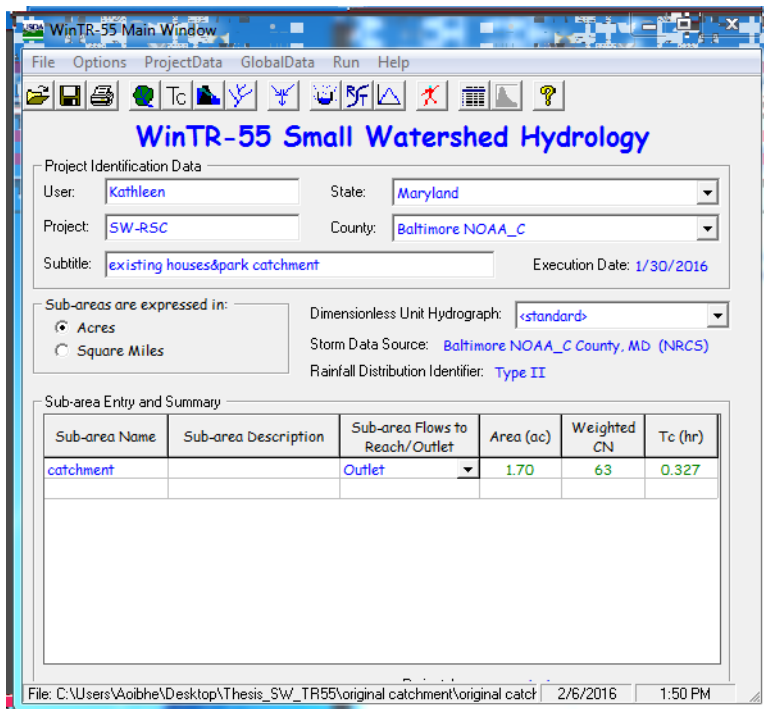 WinTR-55 Main Window
File Options ProjectData GlobalData Run Help
Tc RF ?
WinTR-55 Small Watershed Hydrology
Project Identification Data
User: Kathleen State: Maryland
Project: SW-RSC County: Baltimore NOAA_C
Subtitle: existing houses&park catchment Execution Date: 1/30/2016
Sub-areas are expressed in:
Acres
Square Miles
Dimensionless Unit Hydrograph: <standard>
Storm Data Source: Baltimore NOAA_C County, MD (NRCS)
Rainfall Distribution Identifier: Type II
Sub-area Entry and Summary
Sub-area Name Sub-area Description Sub-area Flows to Reach/Outlet Area (ac) Weighted CN Tc (hr)
catchment Outlet 1.70 63 0.327
File: C:\Users\Aoibhe\Desktop\Thesis_SW_TR55\original catchment\original catch 2/6/2016 1:50 PM